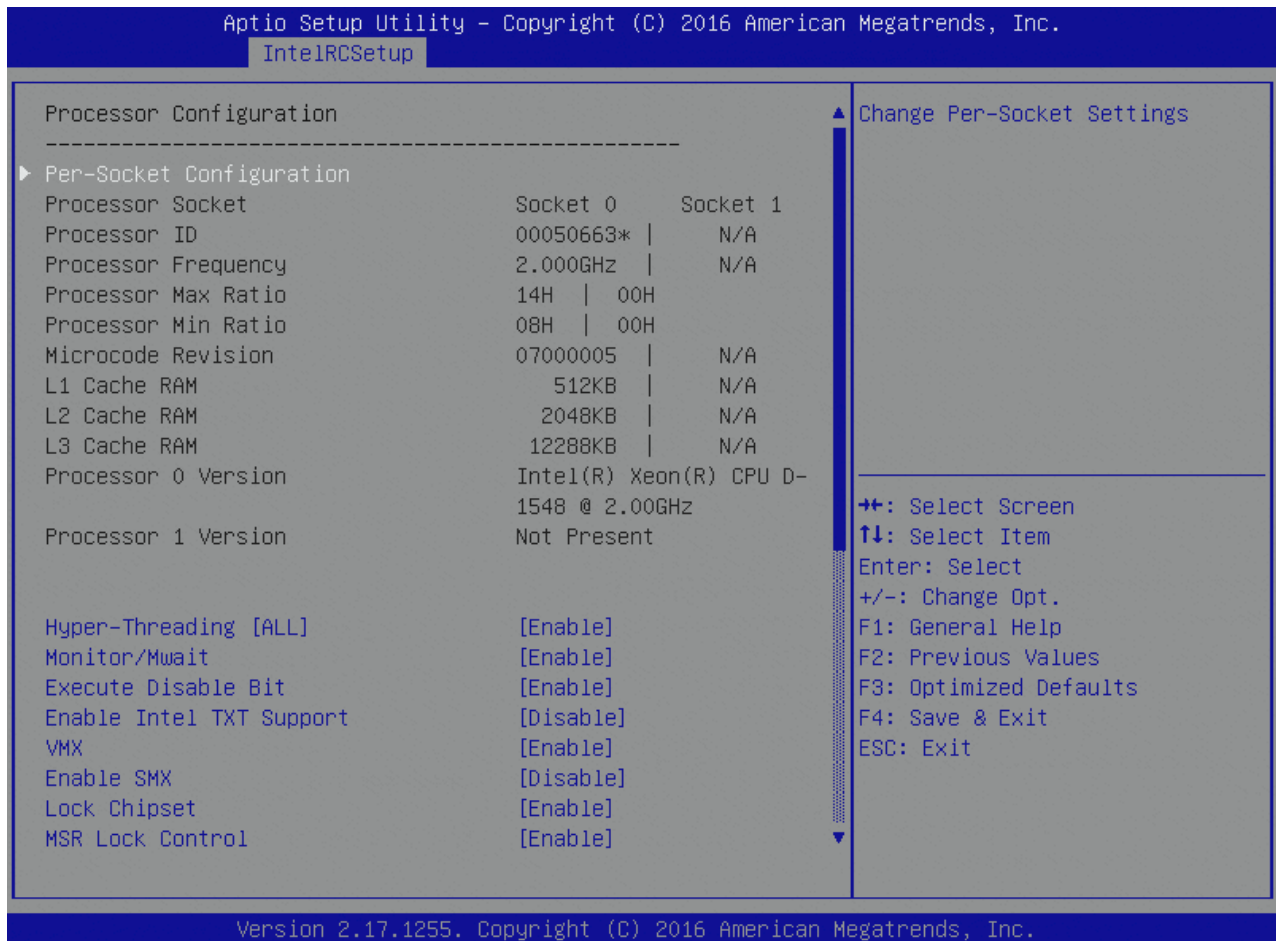 Aptio Setup Utility – Copyright (C) 2016 American Megatrends, Inc.
IntelRCSetup
Processor Configuration
--------------------------------------------------
Per-Socket Configuration
Processor Socket Socket 0 Socket 1
Processor ID 00050663* | N/A
Processor Frequency 2.000GHz | N/A
Processor Max Ratio 14H | 00H
Processor Min Ratio 08H | 00H
Microcode Revision 07000005 | N/A
L1 Cache RAM 512KB | N/A
L2 Cache RAM 2048KB | N/A
L3 Cache RAM 12288KB | N/A
Processor 0 Version Intel(R) Xeon(R) CPU D-
1548 @ 2.00GHz
Processor 1 Version Not Present
Hyper-Threading [ALL] [Enable]
Monitor/Mwait [Enable]
Execute Disable Bit [Enable]
Enable Intel TXT Support [Disable]
VMX [Enable]
Enable SMX [Disable]
Lock Chipset [Enable]
MSR Lock Control [Enable]
Change Per-Socket Settings
→←: Select Screen
↑↓: Select Item
Enter: Select
+/-: Change Opt.
F1: General Help
F2: Previous Values
F3: Optimized Defaults
F4: Save & Exit
ESC: Exit
Version 2.17.1255. Copyright (C) 2016 American Megatrends, Inc.